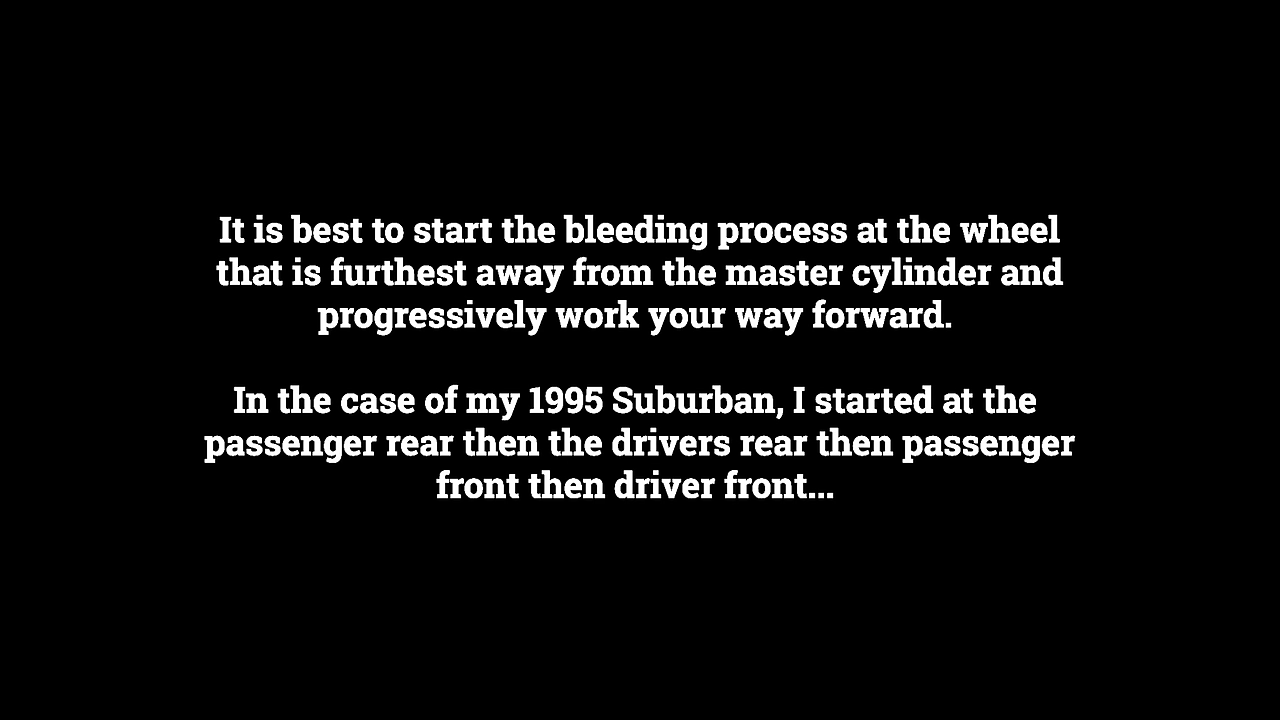 It is best to start the bleeding process at the wheel
that is furthest away from the master cylinder and
progressively work your way forward.
In the case of my 1995 Suburban, I started at the
passenger rear then the drivers rear then passenger
front then driver front...